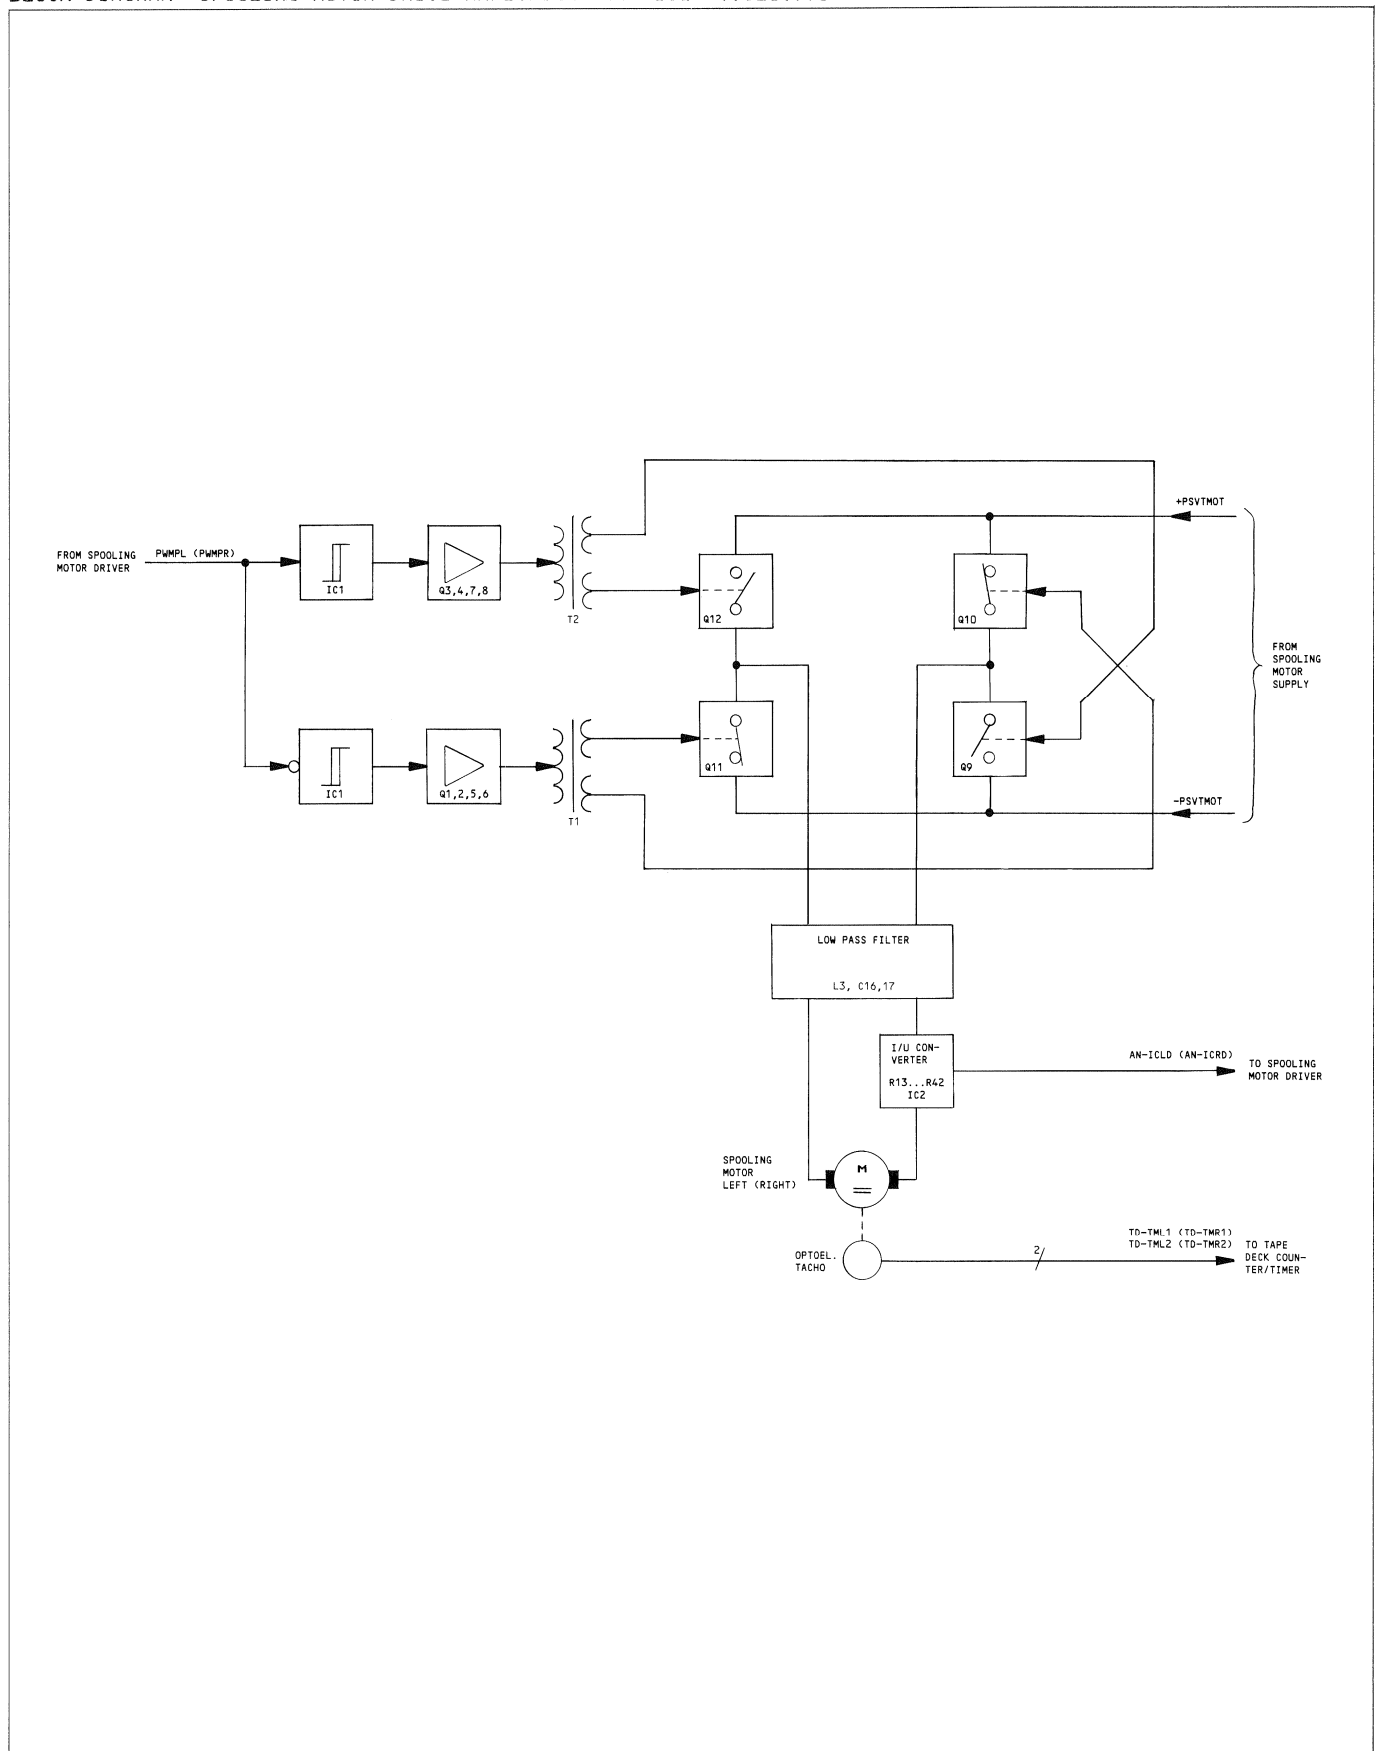 +PSVTMOT
FROM SPOOLING
MOTOR DRIVER
PWMPL (PWMPR)
IC1
Q3,4,7,8
T2
Q12
Q10
FROM
SPOOLING
MOTOR
SUPPLY
IC1
Q1,2,5,6
T1
Q11
Q9
-PSVTMOT
LOW PASS FILTER
L3, C16,17
I/U CON-
VERTER
R13...R42
IC2
AN-ICLD (AN-ICRD)
TO SPOOLING
MOTOR DRIVER
SPOOLING
MOTOR
LEFT (RIGHT)
M
OPTOEL.
TACHO
2
TD-TML1 (TD-TMR1)
TD-TML2 (TD-TMR2)
TO TAPE
DECK COUN-
TER/TIMER